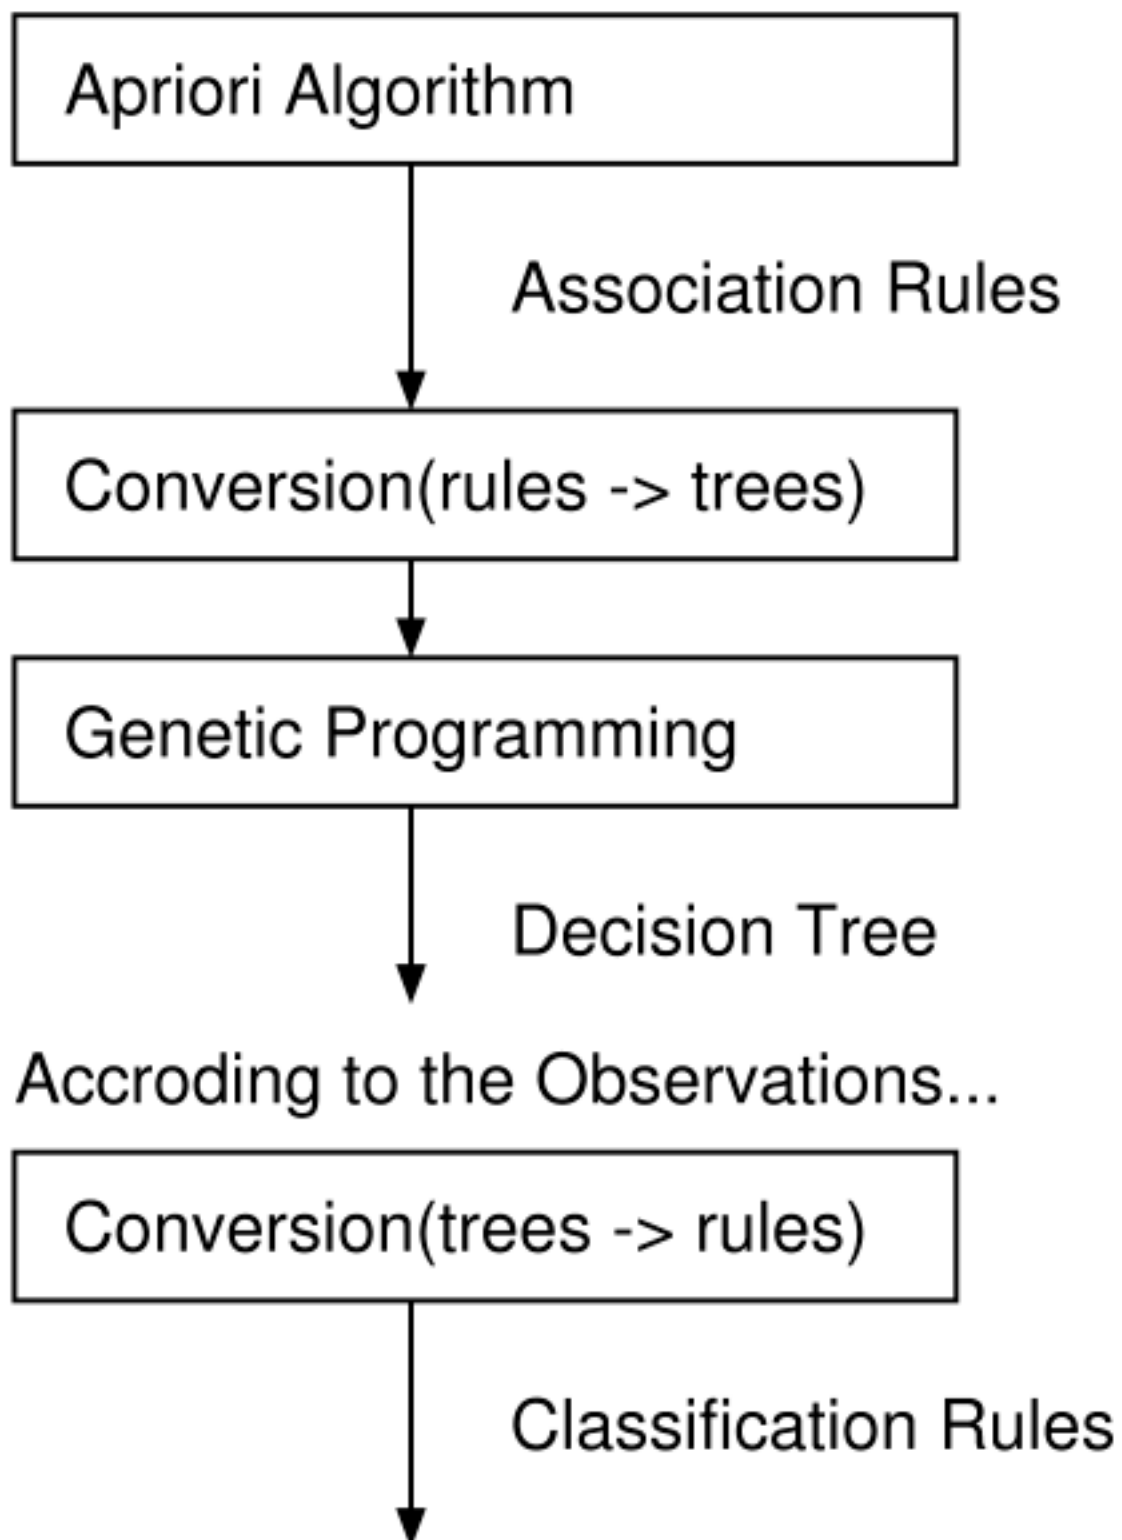 Apriori Algorithm
Association Rules
Conversion(rules -> trees)
Genetic Programming
Decision Tree
Accroding to the Observations...
Conversion(trees -> rules)
Classification Rules